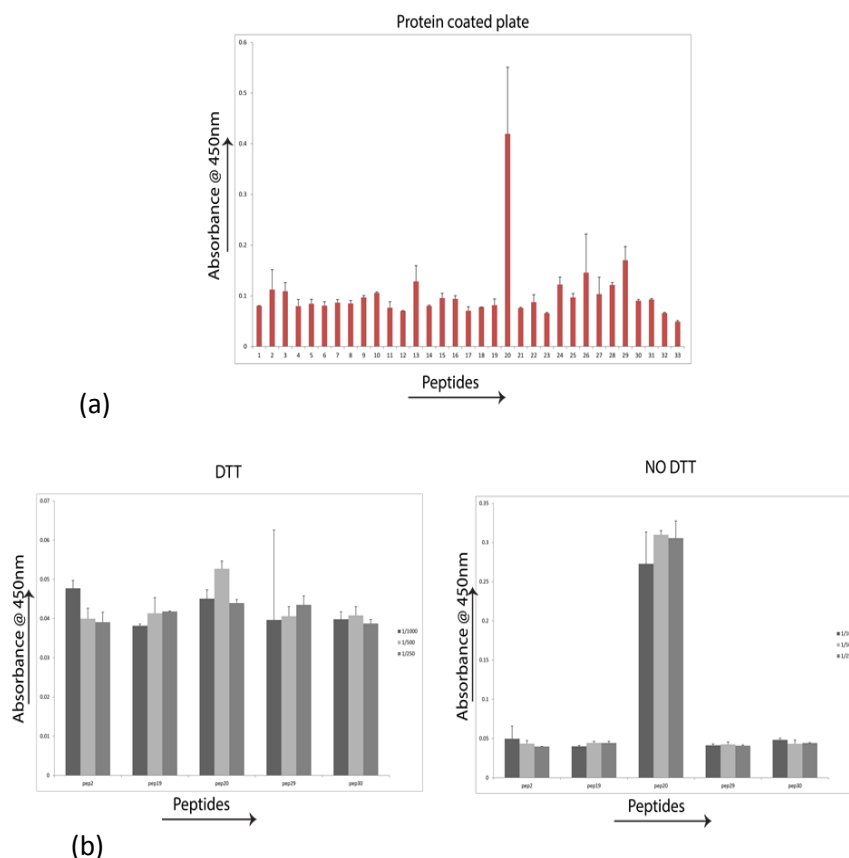 Protein coated plate
Absorbance @ 450nm
0.6
0.5
0.4
0.3
0.2
0.1
0
1 2 3 4 5 6 7 8 9 10 11 12 13 14 15 16 17 18 19 20 21 22 23 24 25 26 27 28 29 30 31 32 33
Peptides
(a)
DTT
Absorbance @ 450nm
0.07
0.06
0.05
0.04
0.03
0.02
0.01
0
1/1000
1/500
1/250
pep2 pep19 pep20 pep29 pep30
Peptides
NO DTT
Absorbance @ 450nm
0.35
0.3
0.25
0.2
0.15
0.1
0.05
0
pep2 pep19 pep20 pep29 pep30
Peptides
(b)